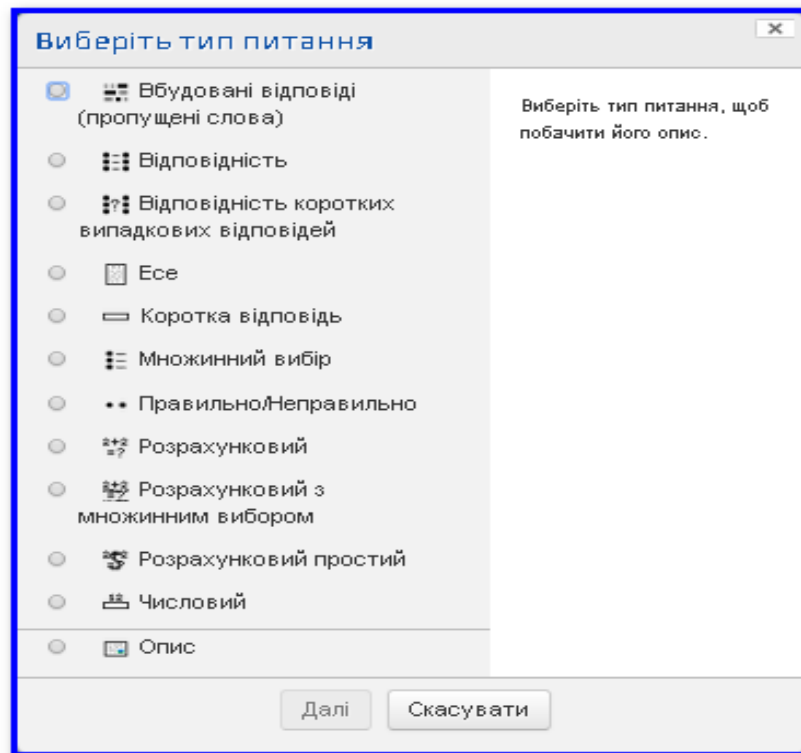 Виберіть тип питання
Вбудовані відповіді
(пропущені слова)
Відповідність
Відповідність коротких
випадкових відповідей
Есе
Коротка відповідь
Множинний вибір
Правильно/Неправильно
Розрахунковий
Розрахунковий з
множинним вибором
Розрахунковий простий
Числовий
Опис
Виберіть тип питання, щоб
побачити його опис.
Далі
Скасувати